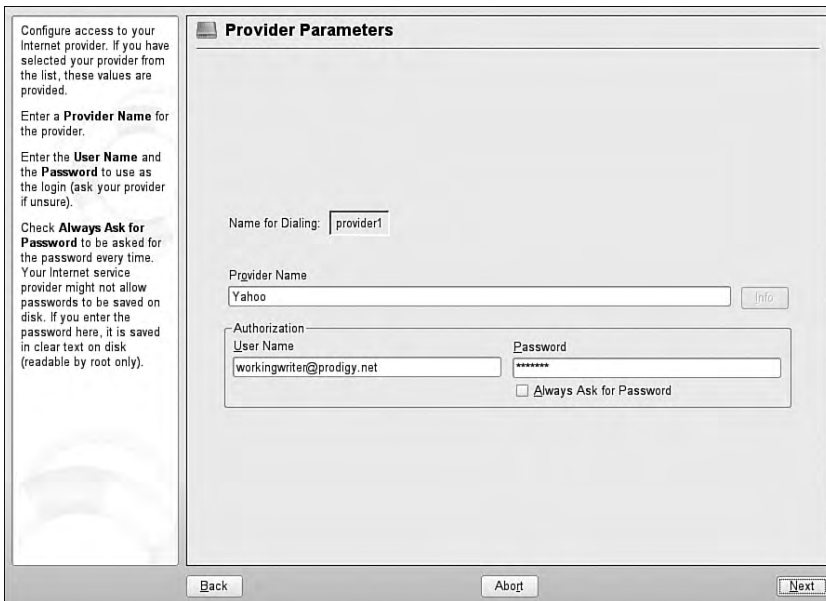 Configure access to your
Internet provider. If you have
selected your provider from
the list, these values are
provided.
Enter a Provider Name for
the provider.
Enter the User Name and
the Password to use as
the login (ask your provider
if unsure).
Check Always Ask for
Password to be asked for
the password every time.
Your Internet service
provider might not allow
passwords to be saved on
disk. If you enter the
password here, it is saved
in clear text on disk
(readable by root only).
Provider Parameters
Name for Dialing: provider1
Provider Name
Yahoo Info
Authorization
User Name Password
workingwriter@prodigy.net *******
Always Ask for Password
Back Abort Next